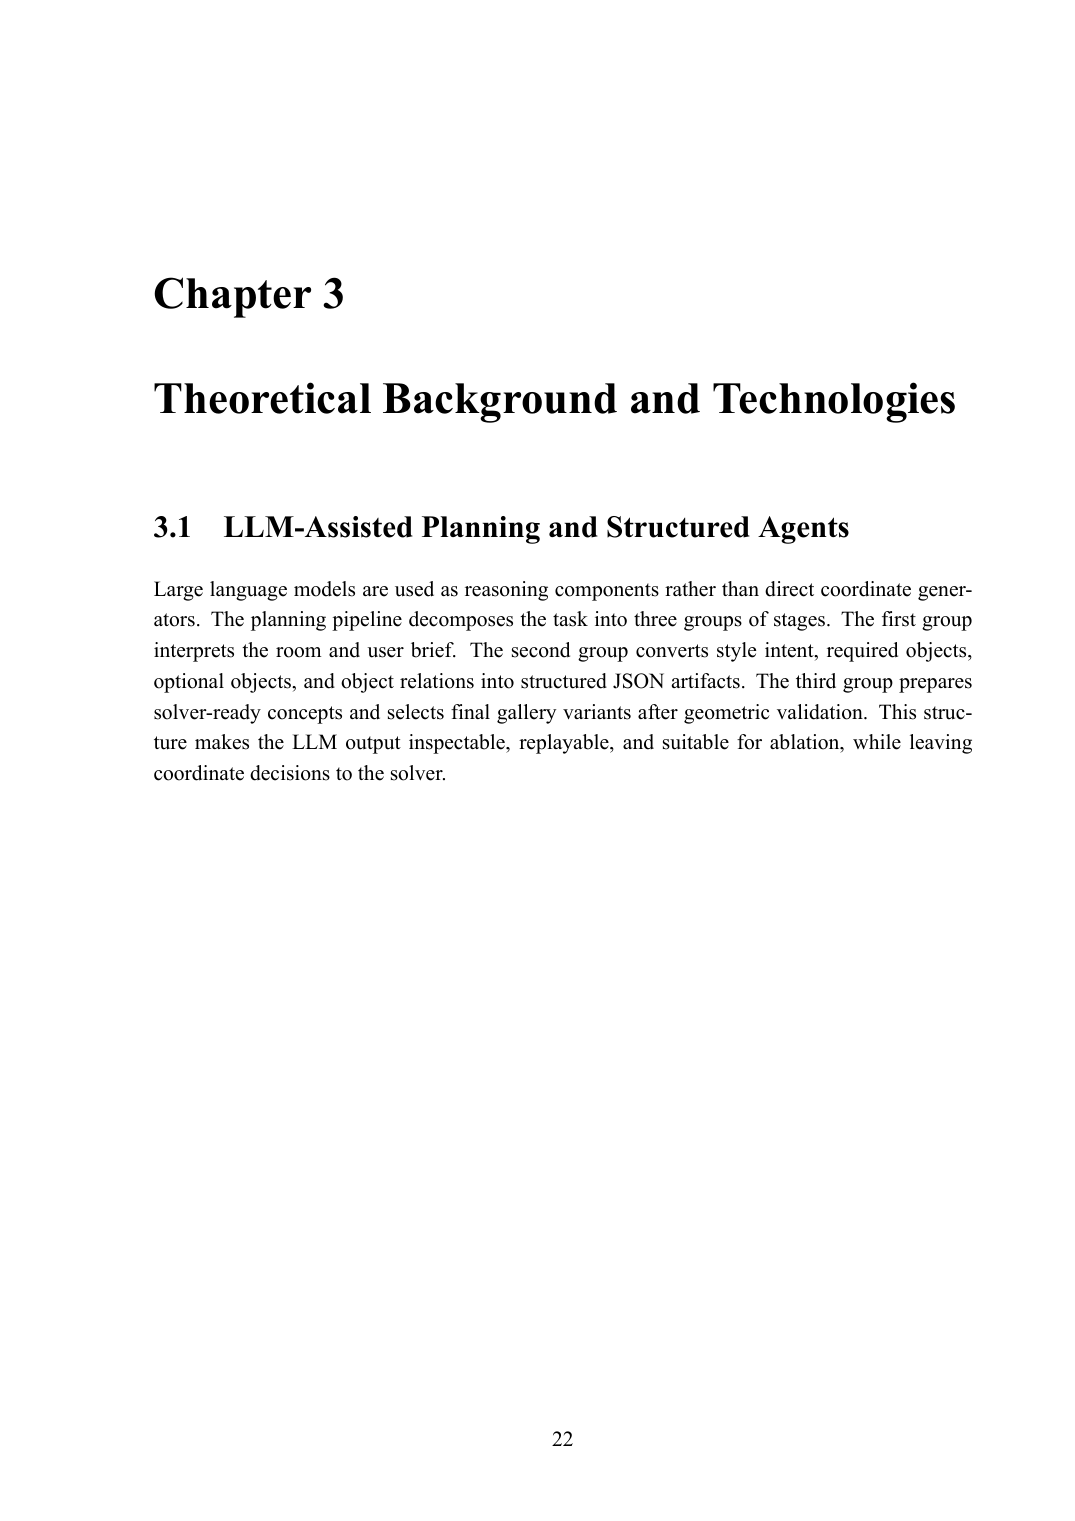 Chapter 3
Theoretical Background and Technologies
3.1 LLM-Assisted Planning and Structured Agents
Large language models are used as reasoning components rather than direct coordinate gener-
ators. The planning pipeline decomposes the task into three groups of stages. The first group
interprets the room and user brief. The second group converts style intent, required objects,
optional objects, and object relations into structured JSON artifacts. The third group prepares
solver-ready concepts and selects final gallery variants after geometric validation. This struc-
ture makes the LLM output inspectable, replayable, and suitable for ablation, while leaving
coordinate decisions to the solver.
22